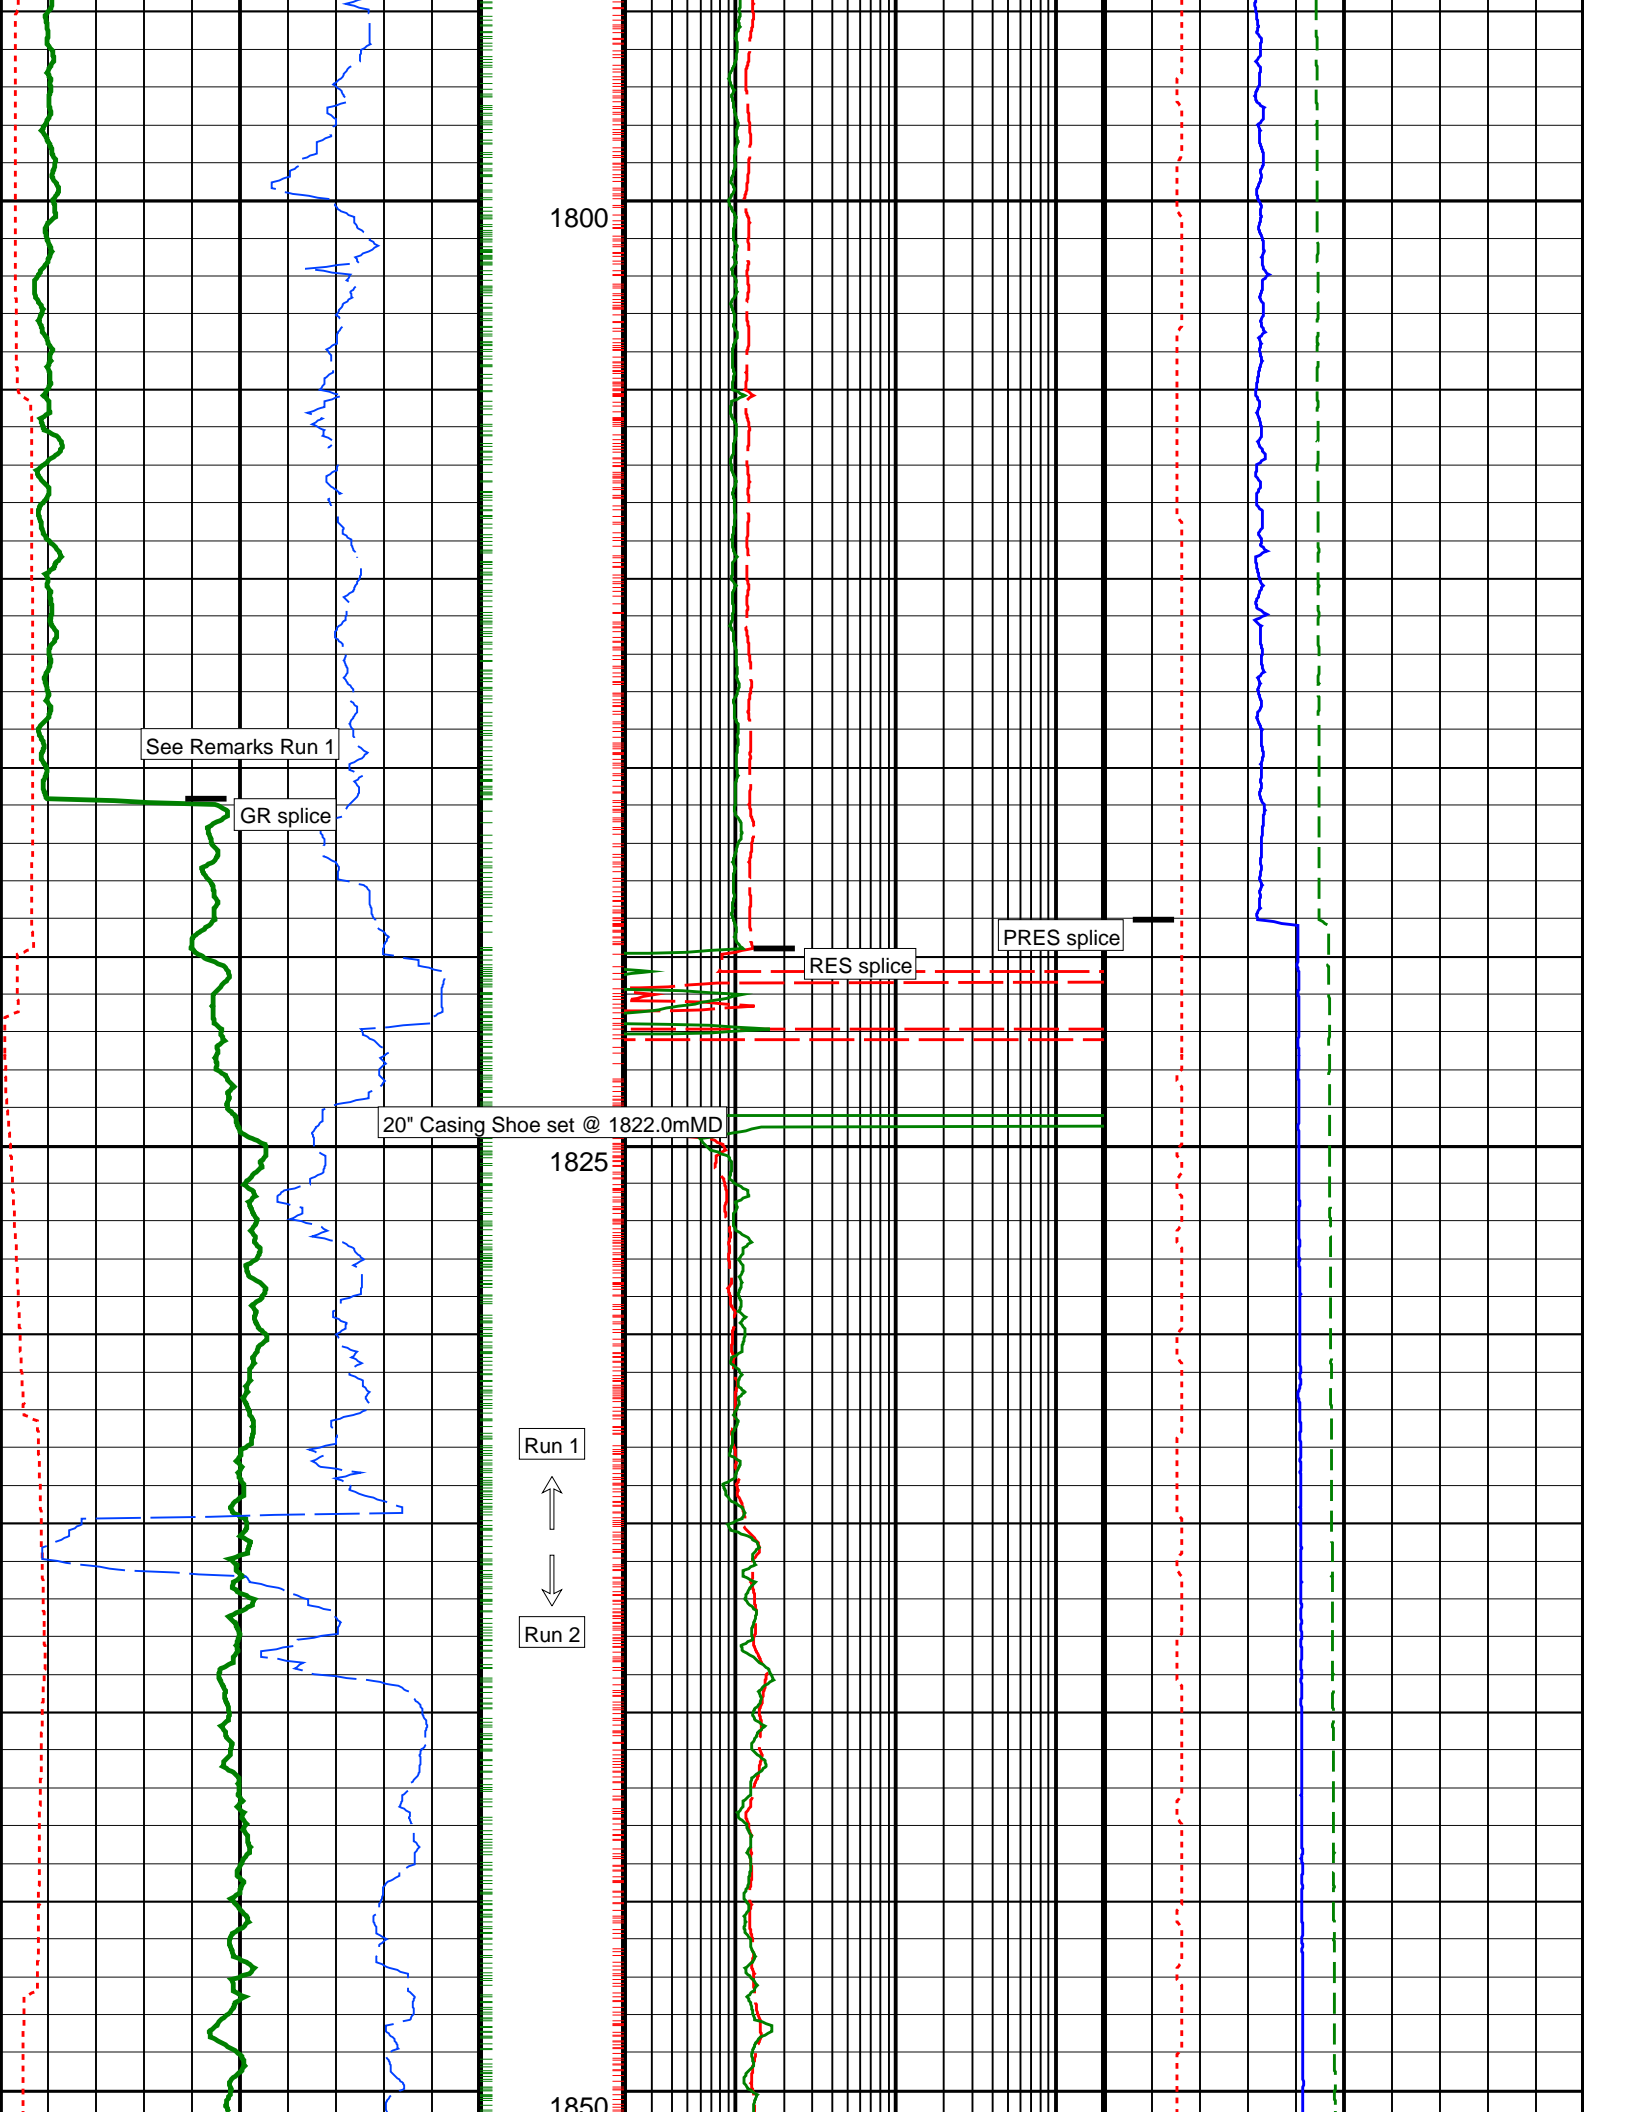 1800
See Remarks Run 1
GR splice
PRES splice
RES splice
20" Casing Shoe set @ 1822.0mMD
1825
Run 1
Run 2
1850